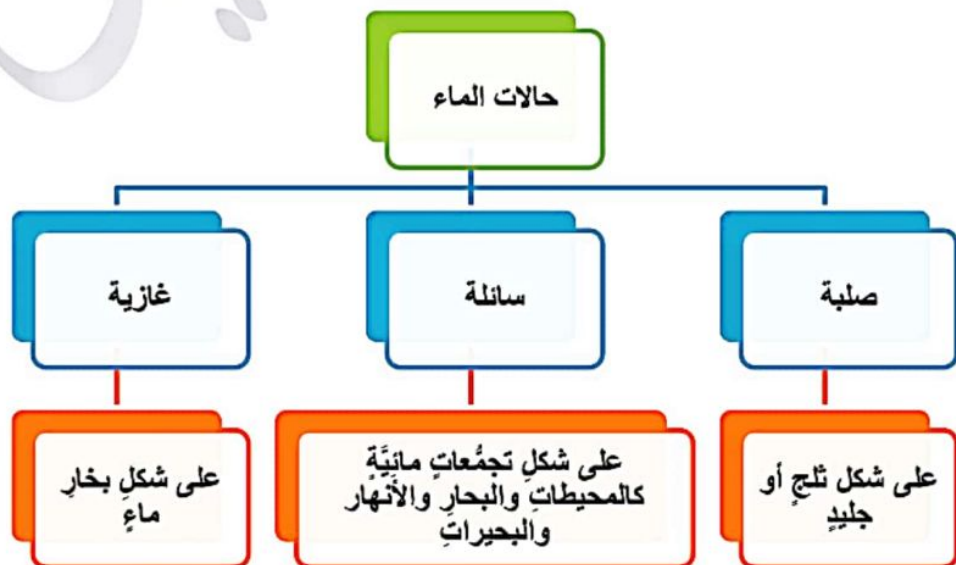 حالات الماء
صلبة
سائلة
غازية
على شكل ثلجٍ أو
جليدٍ
على شكلِ تجمُّعاتٍ مائيَّةٍ
كالمحيطاتِ والبحارِ والأنهار
والبحيراتِ
على شكلِ بخارِ
ماءٍ